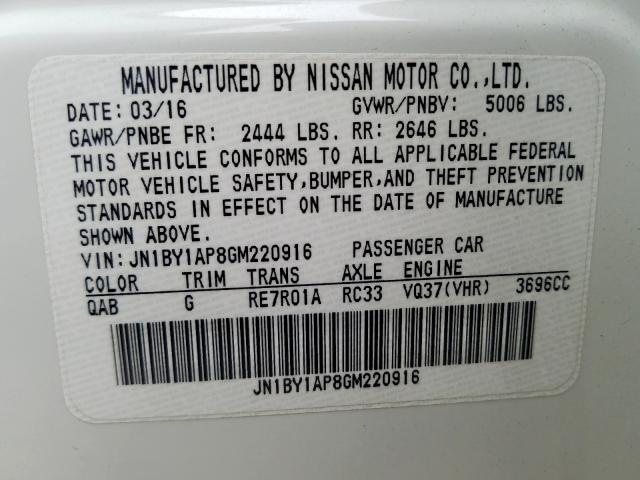 MANUFACTURED BY NISSAN MOTOR CO.,LTD.
DATE: 03/16 GVWR/PNBV: 5006 LBS.
GAWR/PNBE FR: 2444 LBS. RR: 2646 LBS.
THIS VEHICLE CONFORMS TO ALL APPLICABLE FEDERAL
MOTOR VEHICLE SAFETY,BUMPER,AND THEFT PREVENTION
STANDARDS IN EFFECT ON THE DATE OF MANUFACTURE
SHOWN ABOVE.
VIN:JN1BY1AP8GM220916 PASSENGER CAR
COLOR TRIM TRANS AXLE ENGINE
QAB G RE7R01A RC33 VQ37(VHR) 3696CC
JN1BY1AP8GM220916